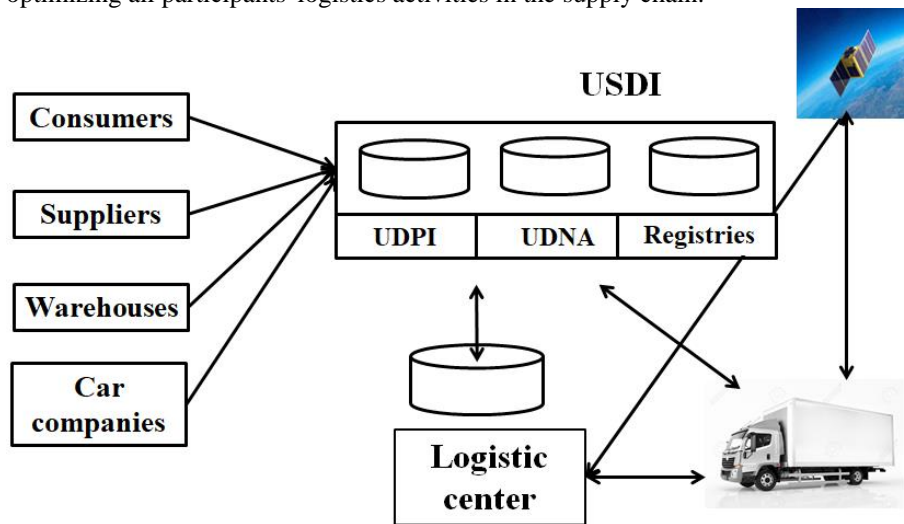 optimizing all participants' logistics activities in the supply chain.
USDI
Consumers
Suppliers
Warehouses
Car
companies
UDPI
UDNA
Registries
Logistic
center